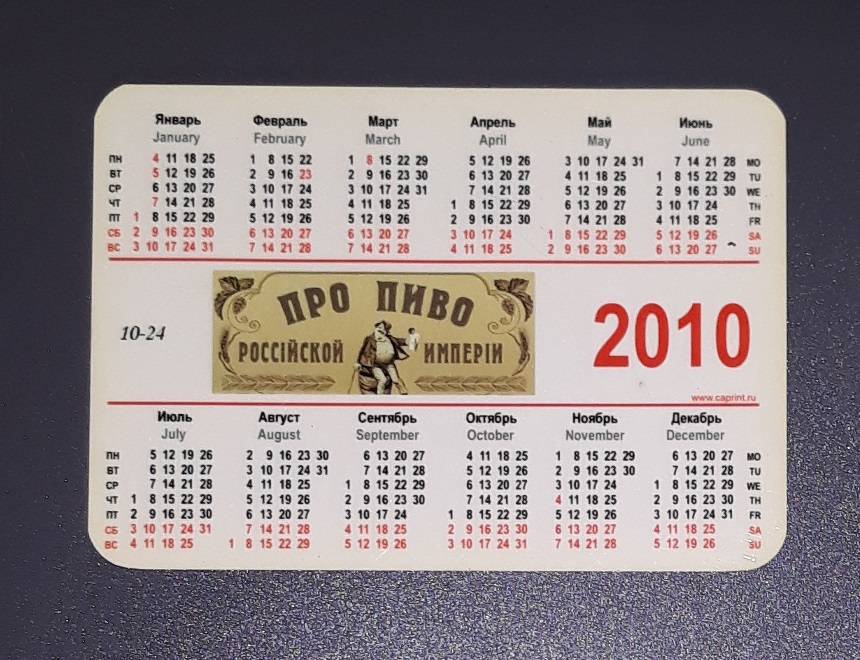 Январь Февраль Март Апрель Май Июнь
January February March April May June
ПН 4 11 18 25 1 8 15 22 1 8 15 22 29 5 12 19 26 3 10 17 24 31 7 14 21 28 MO
ВТ 5 12 19 26 2 9 16 23 2 9 16 23 30 6 13 20 27 4 11 18 25 1 8 15 22 29 TU
СР 6 13 20 27 3 10 17 24 3 10 17 24 31 7 14 21 28 5 12 19 26 2 9 16 23 30 WE
ЧТ 7 14 21 28 4 11 18 25 4 11 18 25 1 8 15 22 29 6 13 20 27 3 10 17 24 TH
ПТ 1 8 15 22 29 5 12 19 26 5 12 19 26 2 9 16 23 30 7 14 21 28 4 11 18 25 FR
СБ 2 9 16 23 30 6 13 20 27 6 13 20 27 3 10 17 24 1 8 15 22 29 5 12 19 26 SA
ВС 3 10 17 24 31 7 14 21 28 7 14 21 28 4 11 18 25 2 9 16 23 30 6 13 20 27 SU
10-24
ПРО ПИВО
РОССІЙСКОЙ ИМПЕРІИ
2010
www.caprint.ru
Июль Август Сентябрь Октябрь Ноябрь Декабрь
July August September October November December
ПН 5 12 19 26 2 9 16 23 30 6 13 20 27 4 11 18 25 1 8 15 22 29 6 13 20 27 MO
ВТ 6 13 20 27 3 10 17 24 31 7 14 21 28 5 12 19 26 2 9 16 23 30 7 14 21 28 TU
СР 7 14 21 28 4 11 18 25 1 8 15 22 29 6 13 20 27 3 10 17 24 1 8 15 22 29 WE
ЧТ 1 8 15 22 29 5 12 19 26 2 9 16 23 30 7 14 21 28 4 11 18 25 2 9 16 23 30 TH
ПТ 2 9 16 23 30 6 13 20 27 3 10 17 24 1 8 15 22 29 5 12 19 26 3 10 17 24 31 FR
СБ 3 10 17 24 31 7 14 21 28 4 11 18 25 2 9 16 23 30 6 13 20 27 4 11 18 25 SA
ВС 4 11 18 25 1 8 15 22 29 5 12 19 26 3 10 17 24 31 7 14 21 28 5 12 19 26 SU